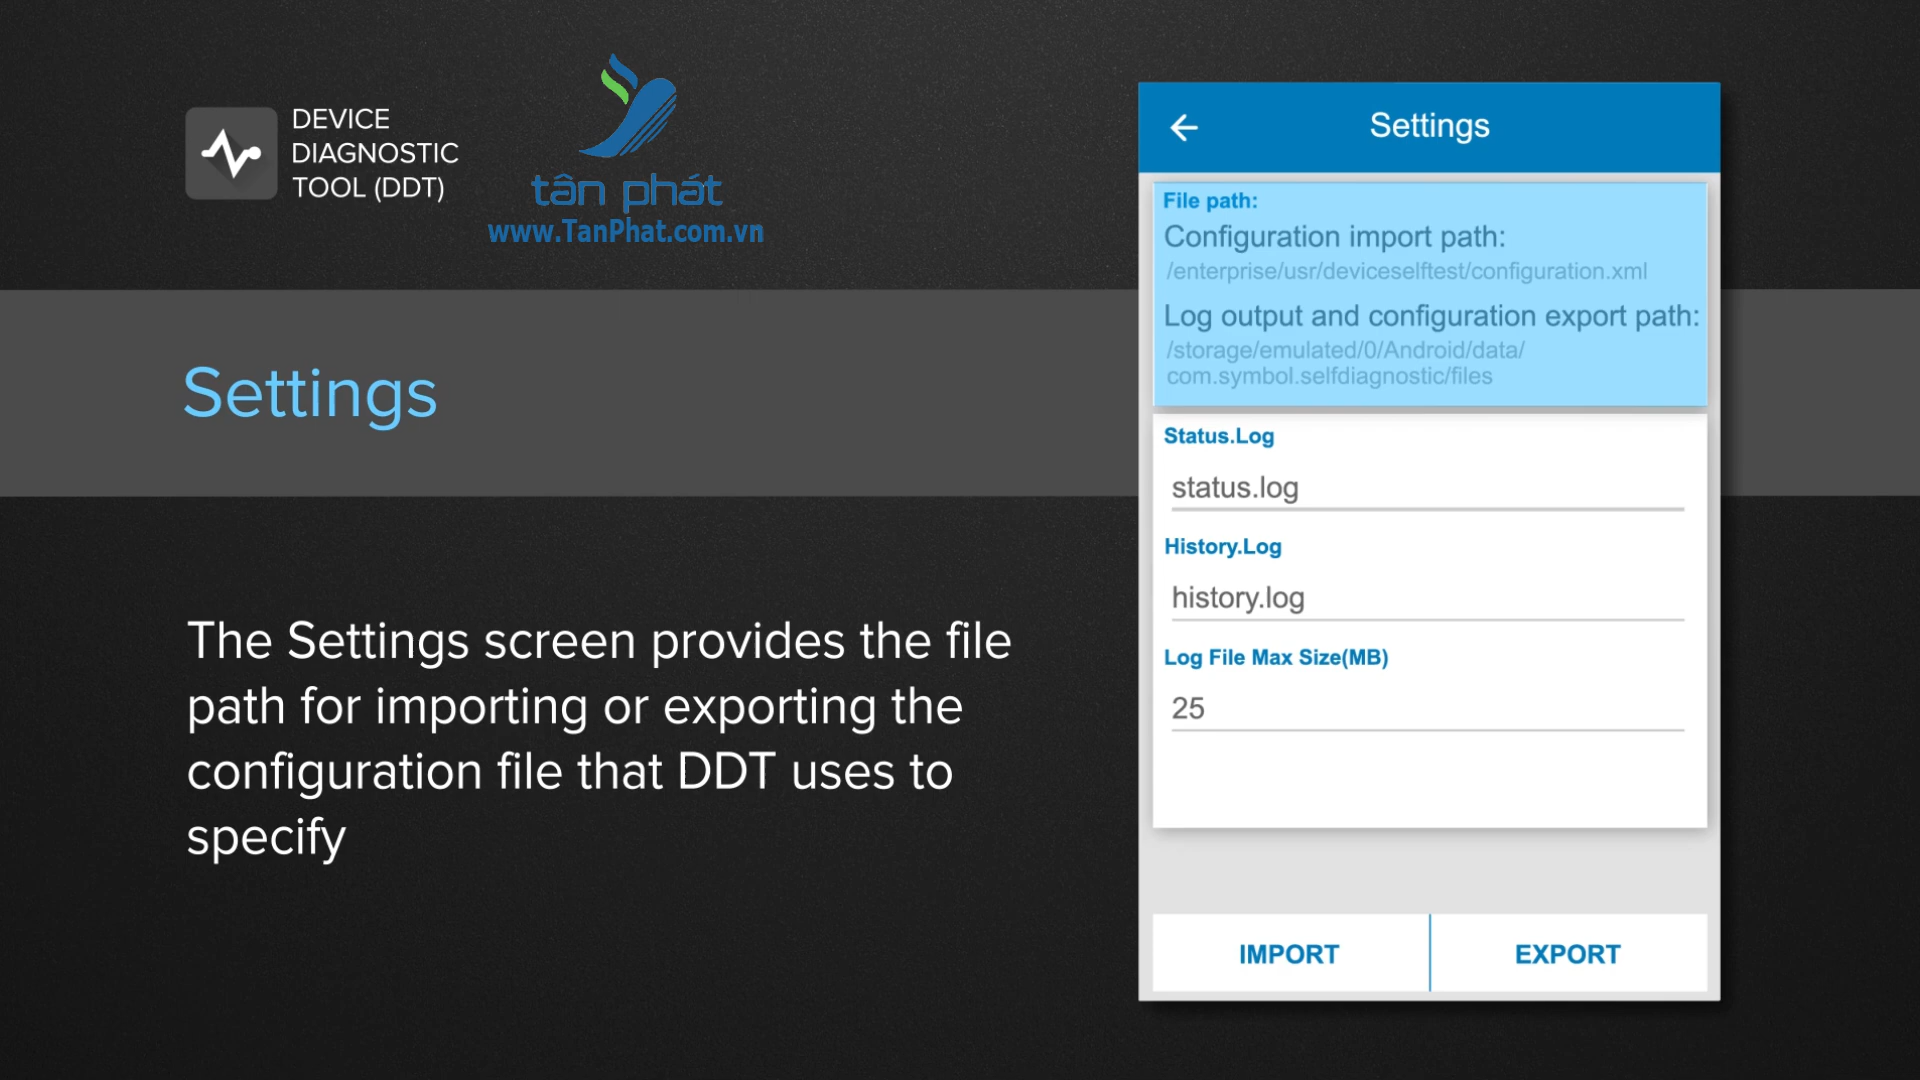 DEVICE
DIAGNOSTIC
TOOL (DDT)
tân phát
www.TanPhat.com.vn
Settings
The Settings screen provides the file
path for importing or exporting the
configuration file that DDT uses to
specify
Settings
File path:
Configuration import path:
/enterprise/usr/deviceselftest/configuration.xml
Log output and configuration export path:
/storage/emulated/0/Android/data/
com.symbol.selfdiagnostic/files
Status.Log
status.log
History.Log
history.log
Log File Max Size(MB)
25
IMPORT
EXPORT